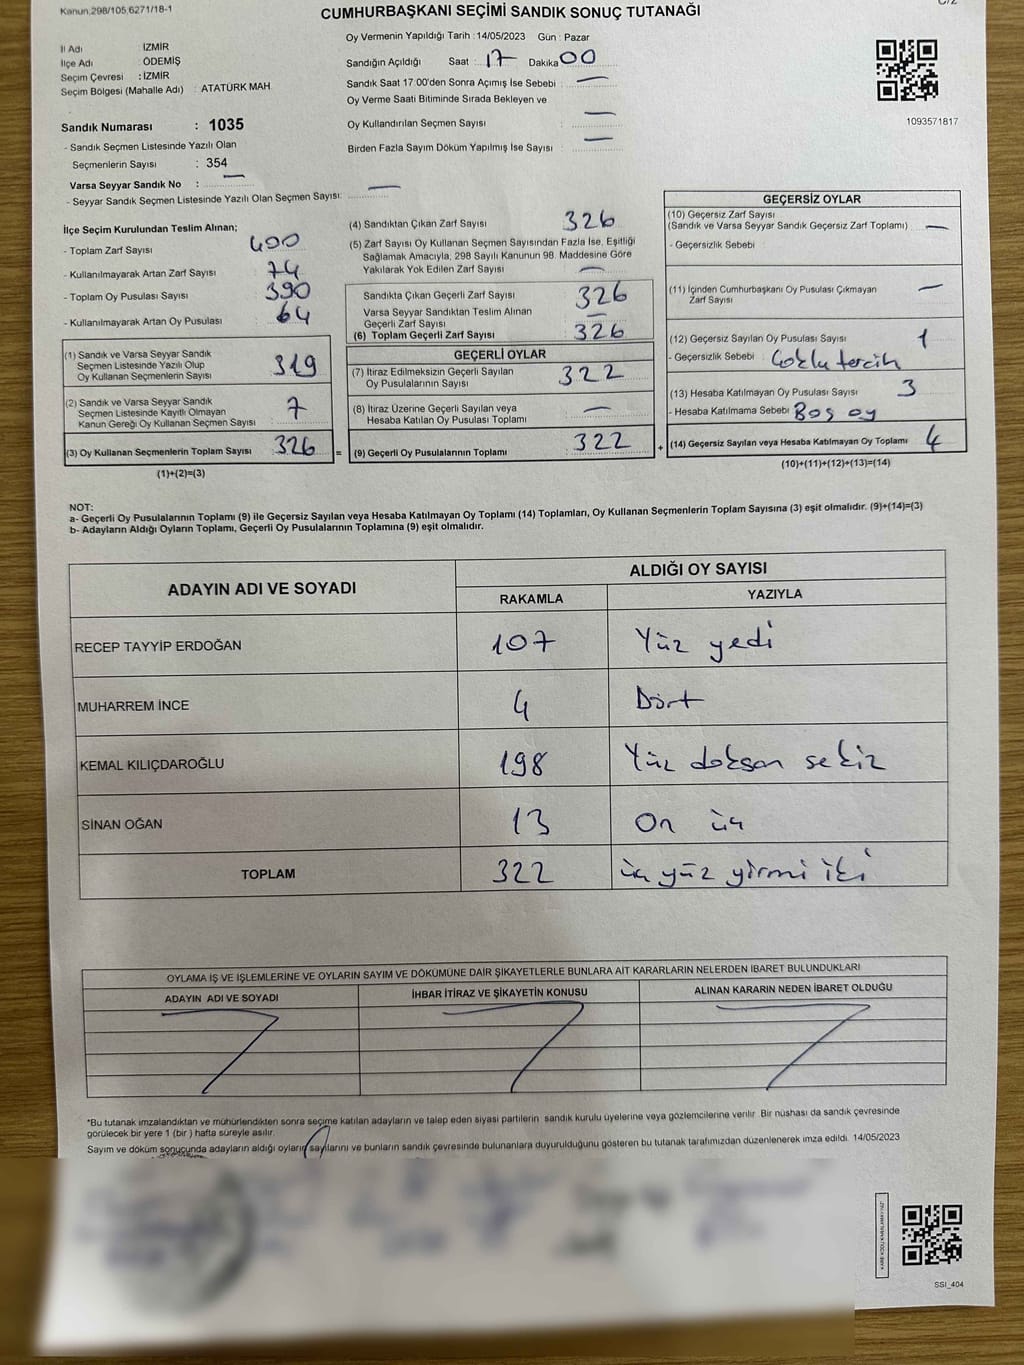 Kanun:298/105,6271/18-1
CUMHURBAŞKANI SEÇİMİ SANDIK SONUÇ TUTANAĞI
İl Adı İZMİR
İlçe Adı ÖDEMİŞ
Seçim Çevresi : İZMİR
Seçim Bölgesi (Mahalle Adı) : ATATÜRK MAH.
Oy Vermenin Yapıldığı Tarih : 14/05/2023 Gün : Pazar
Sandığın Açıldığı Saat : 17 Dakika 00
Sandık Saat 17:00'den Sonra Açımış İse Sebebi : —
Oy Verme Saati Bitiminde Sırada Bekleyen ve
Oy Kullandırılan Seçmen Sayısı : —
Birden Fazla Sayım Döküm Yapılmış İse Sayısı : —
1093571817
Sandık Numarası : 1035
- Sandık Seçmen Listesinde Yazılı Olan
Seçmenlerin Sayısı : 354
Varsa Seyyar Sandık No : —
- Seyyar Sandık Seçmen Listesinde Yazılı Olan Seçmen Sayısı: —
İlçe Seçim Kurulundan Teslim Alınan;
- Toplam Zarf Sayısı : 400
- Kullanılmayarak Artan Zarf Sayısı : 74
- Toplam Oy Pusulası Sayısı : 390
- Kullanılmayarak Artan Oy Pusulası : 64
(1) Sandık ve Varsa Seyyar Sandık
Seçmen Listesinde Yazılı Olup
Oy Kullanan Seçmenlerin Sayısı : 319
(2) Sandık ve Varsa Seyyar Sandık
Seçmen Listesinde Kayıtlı Olmayan
Kanun Gereği Oy Kullanan Seçmen Sayısı : 7
(3) Oy Kullanan Seçmenlerin Toplam Sayısı : 326
(1)+(2)=(3)
(4) Sandıktan Çıkan Zarf Sayısı : 326
(5) Zarf Sayısı Oy Kullanan Seçmen Sayısından Fazla İse, Eşitliği
Sağlamak Amacıyla, 298 Sayılı Kanunun 98. Maddesine Göre
Yakılarak Yok Edilen Zarf Sayısı : —
Sandıkta Çıkan Geçerli Zarf Sayısı : 326
Varsa Seyyar Sandıktan Teslim Alınan
Geçerli Zarf Sayısı : —
(6) Toplam Geçerli Zarf Sayısı : 326
GEÇERLİ OYLAR
(7) İtiraz Edilmeksizin Geçerli Sayılan
Oy Pusulalarının Sayısı : 322
(8) İtiraz Üzerine Geçerli Sayılan veya
Hesaba Katılan Oy Pusulası Toplamı : —
= (9) Geçerli Oy Pusulalarının Toplamı : 322
GEÇERSİZ OYLAR
(10) Geçersiz Zarf Sayısı
(Sandık ve Varsa Seyyar Sandık Geçersiz Zarf Toplamı) : —
- Geçersizlik Sebebi :
(11) İçinden Cumhurbaşkanı Oy Pusulası Çıkmayan
Zarf Sayısı : —
(12) Geçersiz Sayılan Oy Pusulası Sayısı : 1
- Geçersizlik Sebebi : Çoklu tercih
(13) Hesaba Katılmayan Oy Pusulası Sayısı : 3
- Hesaba Katılmama Sebebi : Boş oy
+ (14) Geçersiz Sayılan veya Hesaba Katılmayan Oy Toplamı : 4
(10)+(11)+(12)+(13)=(14)
NOT:
a- Geçerli Oy Pusulalarının Toplamı (9) ile Geçersiz Sayılan veya Hesaba Katılmayan Oy Toplamı (14) Toplamları, Oy Kullanan Seçmenlerin Toplam Sayısına (3) eşit olmalıdır. (9)+(14)=(3)
b- Adayların Aldığı Oyların Toplamı, Geçerli Oy Pusulalarının Toplamına (9) eşit olmalıdır.
ADAYIN ADI VE SOYADI
ALDIĞI OY SAYISI
RAKAMLA YAZIYLA
RECEP TAYYİP ERDOĞAN 107 Yüz yedi
MUHARREM İNCE 4 Dört
KEMAL KILIÇDAROĞLU 198 Yüz doksan sekiz
SİNAN OĞAN 13 On üç
TOPLAM 322 üç yüz yirmi iki
OYLAMA İŞ VE İŞLEMLERİNE VE OYLARIN SAYIM VE DÖKÜMÜNE DAİR ŞİKAYETLERLE BUNLARA AİT KARARLARIN NELERDEN İBARET BULUNDUKLARI
ADAYIN ADI VE SOYADI İHBAR İTİRAZ VE ŞİKAYETİN KONUSU ALINAN KARARIN NEDEN İBARET OLDUĞU
*Bu tutanak imzalandıktan ve mühürlendikten sonra seçime katılan adayların ve talep eden siyasi partilerin sandık kurulu üyelerine veya gözlemcilerine verilir. Bir nüshası da sandık çevresinde
görülecek bir yere 1 (bir) hafta süreyle asılır.
Sayım ve döküm sonucunda adayların aldığı oyların sayılarını ve bunların sandık çevresinde bulunanlara duyurulduğunu gösteren bu tutanak tarafımızdan düzenlenerek imza edildi. 14/05/2023
SSI_404